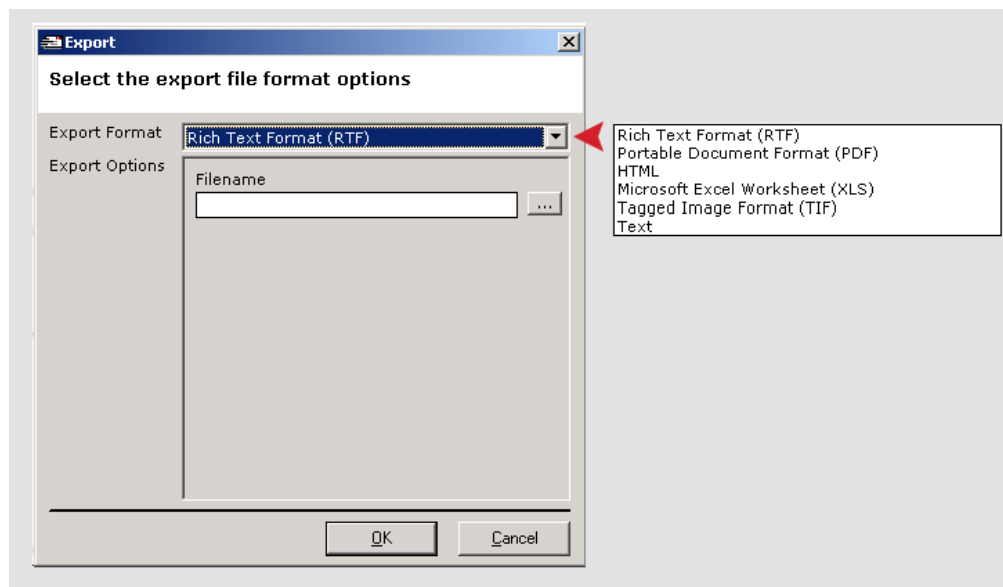 Export
Select the export file format options
Export Format
Rich Text Format (RTF)
Export Options
Filename
...
OK
Cancel
Rich Text Format (RTF)
Portable Document Format (PDF)
HTML
Microsoft Excel Worksheet (XLS)
Tagged Image Format (TIF)
Text